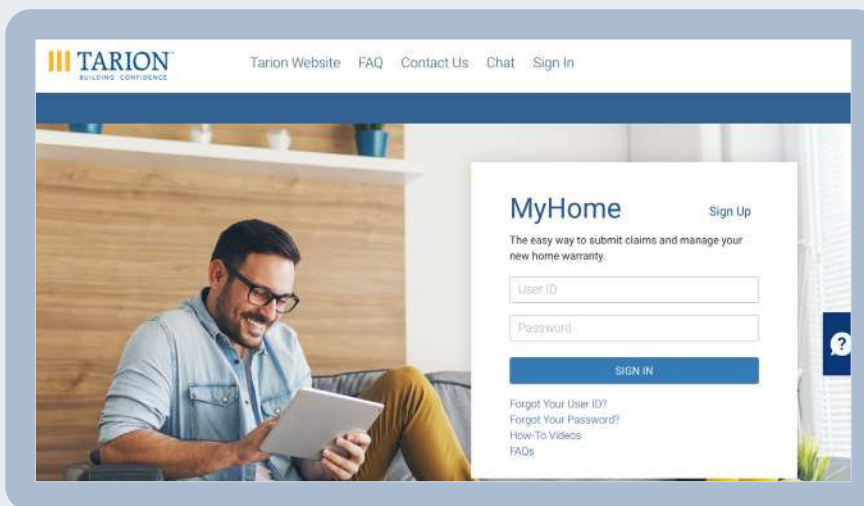 TARION
BUILDING CONFIDENCE
Tarion Website FAQ Contact Us Chat Sign In
MyHome
Sign Up
The easy way to submit claims and manage your
new home warranty.
User ID
Password
SIGN IN
Forgot Your User ID?
Forgot Your Password?
How-To Videos
FAQs
?